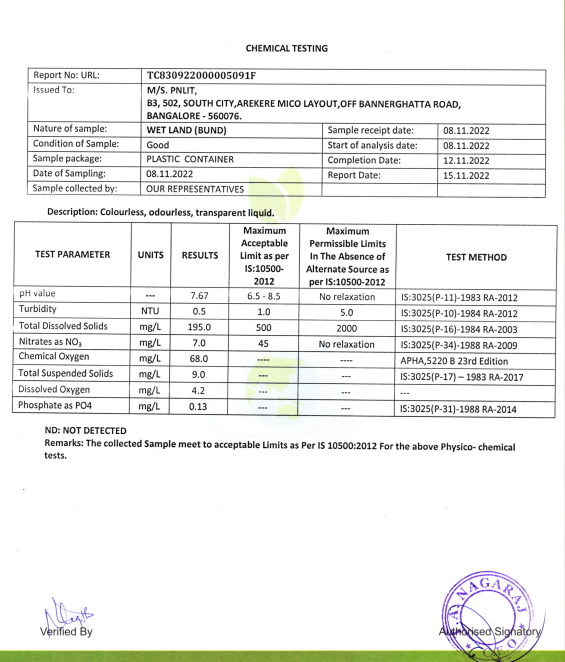 CHEMICAL TESTING
Report No: URL: TC830922000005091F
Issued To: M/S. PNLIT,
B3, 502, SOUTH CITY,AREKERE MICO LAYOUT,OFF BANNERGHATTA ROAD,
BANGALORE - 560076.
Nature of sample: WET LAND (BUND) Sample receipt date: 08.11.2022
Condition of Sample: Good Start of analysis date: 08.11.2022
Sample package: PLASTIC CONTAINER Completion Date: 12.11.2022
Date of Sampling: 08.11.2022 Report Date: 15.11.2022
Sample collected by: OUR REPRESENTATIVES
Description: Colourless, odourless, transparent liquid.
TEST PARAMETER UNITS RESULTS Maximum Acceptable Limit as per IS:10500-2012 Maximum Permissible Limits In The Absence of Alternate Source as per IS:10500-2012 TEST METHOD
pH value --- 7.67 6.5 - 8.5 No relaxation IS:3025(P-11)-1983 RA-2012
Turbidity NTU 0.5 1.0 5.0 IS:3025(P-10)-1984 RA-2012
Total Dissolved Solids mg/L 195.0 500 2000 IS:3025(P-16)-1984 RA-2003
Nitrates as NO3 mg/L 7.0 45 No relaxation IS:3025(P-34)-1988 RA-2009
Chemical Oxygen mg/L 68.0 ---- ---- APHA,5220 B 23rd Edition
Total Suspended Solids mg/L 9.0 --- --- IS:3025(P-17) – 1983 RA-2017
Dissolved Oxygen mg/L 4.2 --- --- ---
Phosphate as PO4 mg/L 0.13 --- --- IS:3025(P-31)-1988 RA-2014
ND: NOT DETECTED
Remarks: The collected Sample meet to acceptable Limits as Per IS 10500:2012 For the above Physico- chemical
tests.
NAGARAJ
Verified By Authorised Signatory